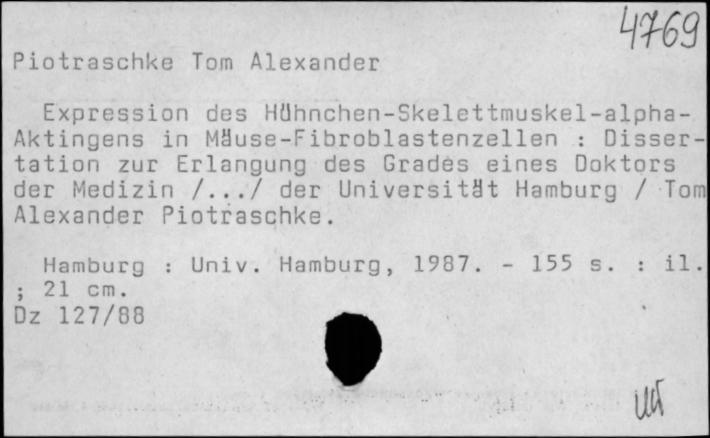 4769
Piotraschke Tom Alexander
Expression des Hühnchen-Skelettmuskel-alpha-
Aktingens in Mäuse-Fibroblastenzellen : Disser-
tation zur Erlangung des Grades eines Doktors
der Medizin /.../ der Universität Hamburg / Tom
Alexander Piotraschke.
Hamburg : Univ. Hamburg, 1987. - 155 s. : il.
; 21 cm.
Dz 127/88